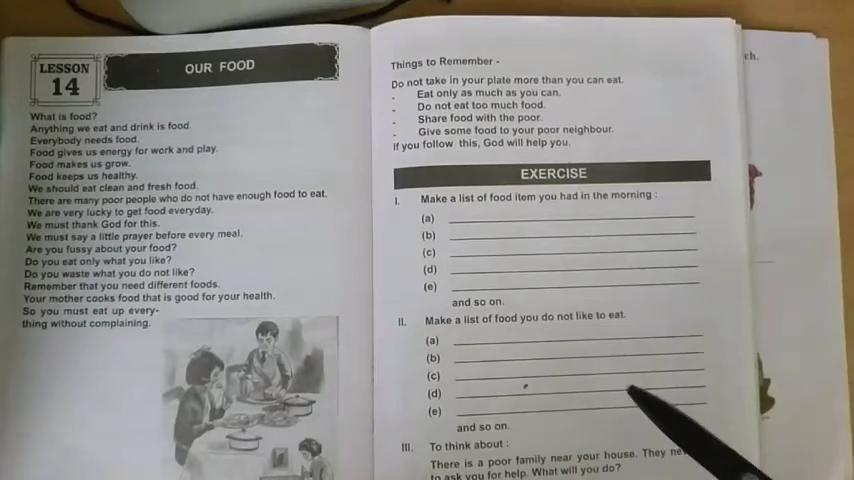 LESSON
14
OUR FOOD
What is food?
Anything we eat and drink is food.
Everybody needs food.
Food gives us energy for work and play.
Food makes us grow.
Food keeps us healthy.
We should eat clean and fresh food.
There are many poor people who do not have enough food to eat.
We are very lucky to get food everyday.
We must thank God for this.
We must say a little prayer before every meal.
Are you fussy about your food?
Do you eat only what you like?
Do you waste what you do not like?
Remember that you need different foods.
Your mother cooks food that is good for your health.
So you must eat up every-
thing without complaining.
Things to Remember -
Do not take in your plate more than you can eat.
- Eat only as much as you can.
- Do not eat too much food.
- Share food with the poor.
- Give some food to your poor neighbour.
If you follow this, God will help you.
EXERCISE
I. Make a list of food item you had in the morning :
(a)
(b)
(c)
(d)
(e)
and so on.
II. Make a list of food you do not like to eat.
(a)
(b)
(c)
(d)
(e)
and so on.
III. To think about :
There is a poor family near your house. They
to ask you for help. What will you do?
ch.